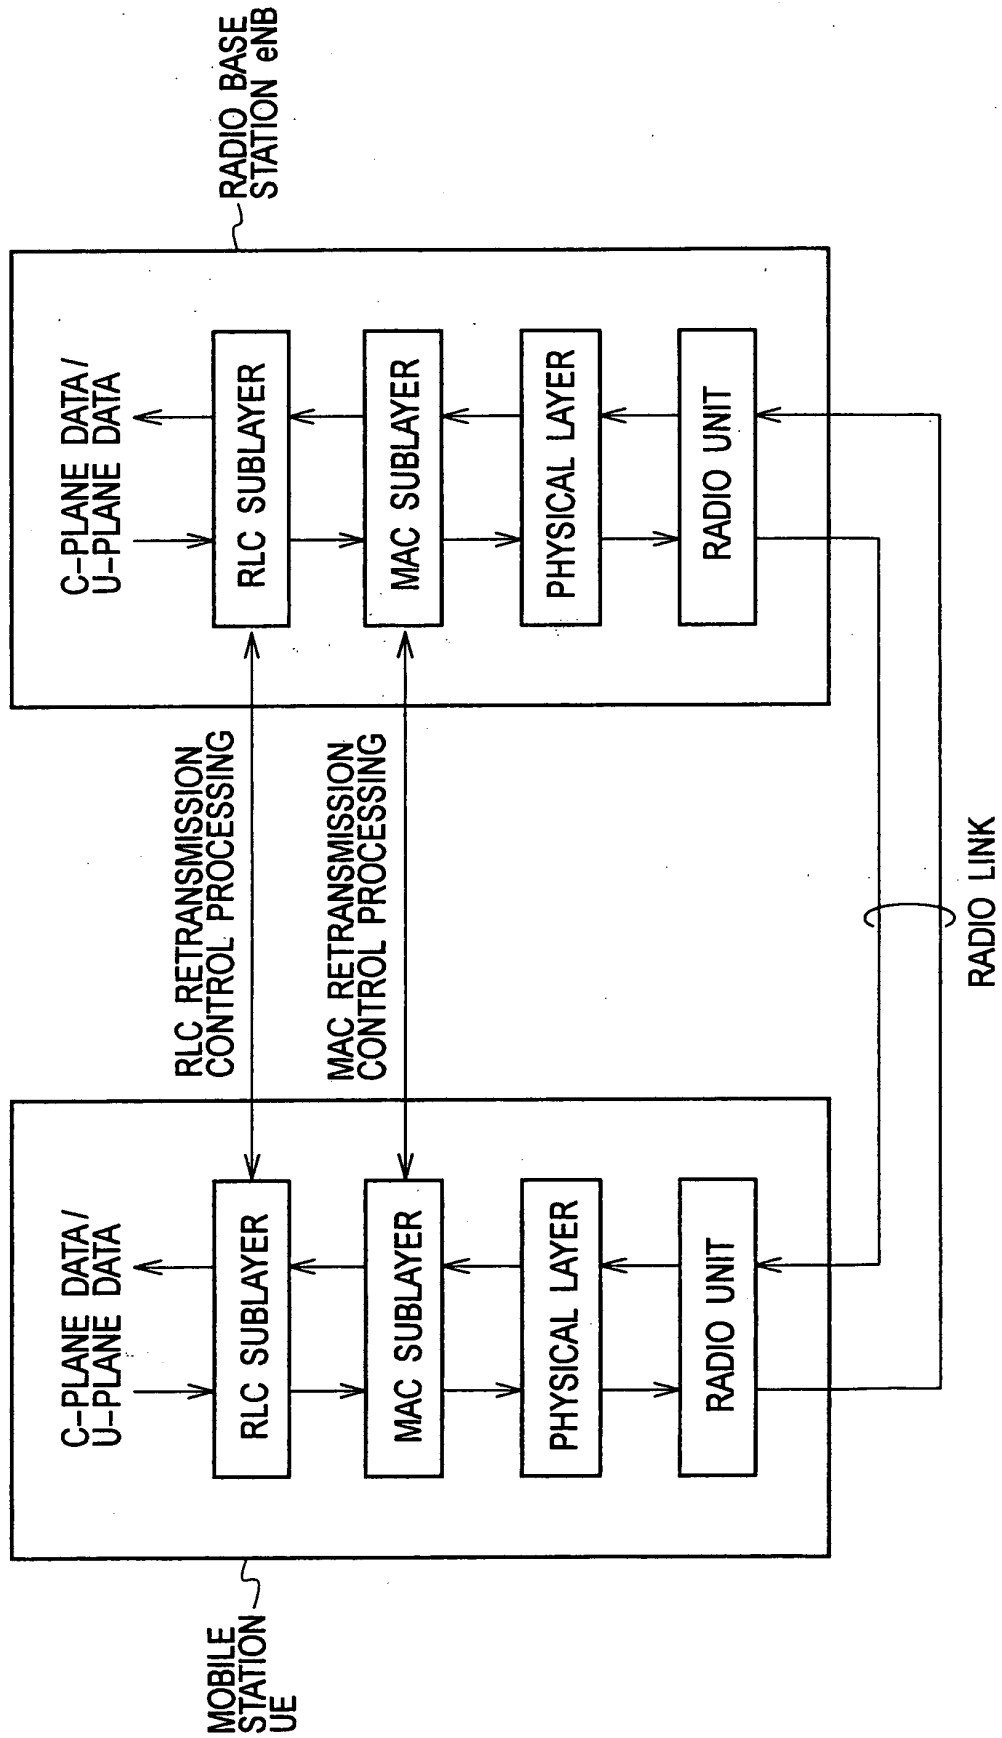 MOBILE
STATION
UE
C-PLANE DATA/
U-PLANE DATA
RLC SUBLAYER
MAC SUBLAYER
PHYSICAL LAYER
RADIO UNIT
RLC RETRANSMISSION
CONTROL PROCESSING
MAC RETRANSMISSION
CONTROL PROCESSING
RADIO LINK
RADIO BASE
STATION eNB
C-PLANE DATA/
U-PLANE DATA
RLC SUBLAYER
MAC SUBLAYER
PHYSICAL LAYER
RADIO UNIT